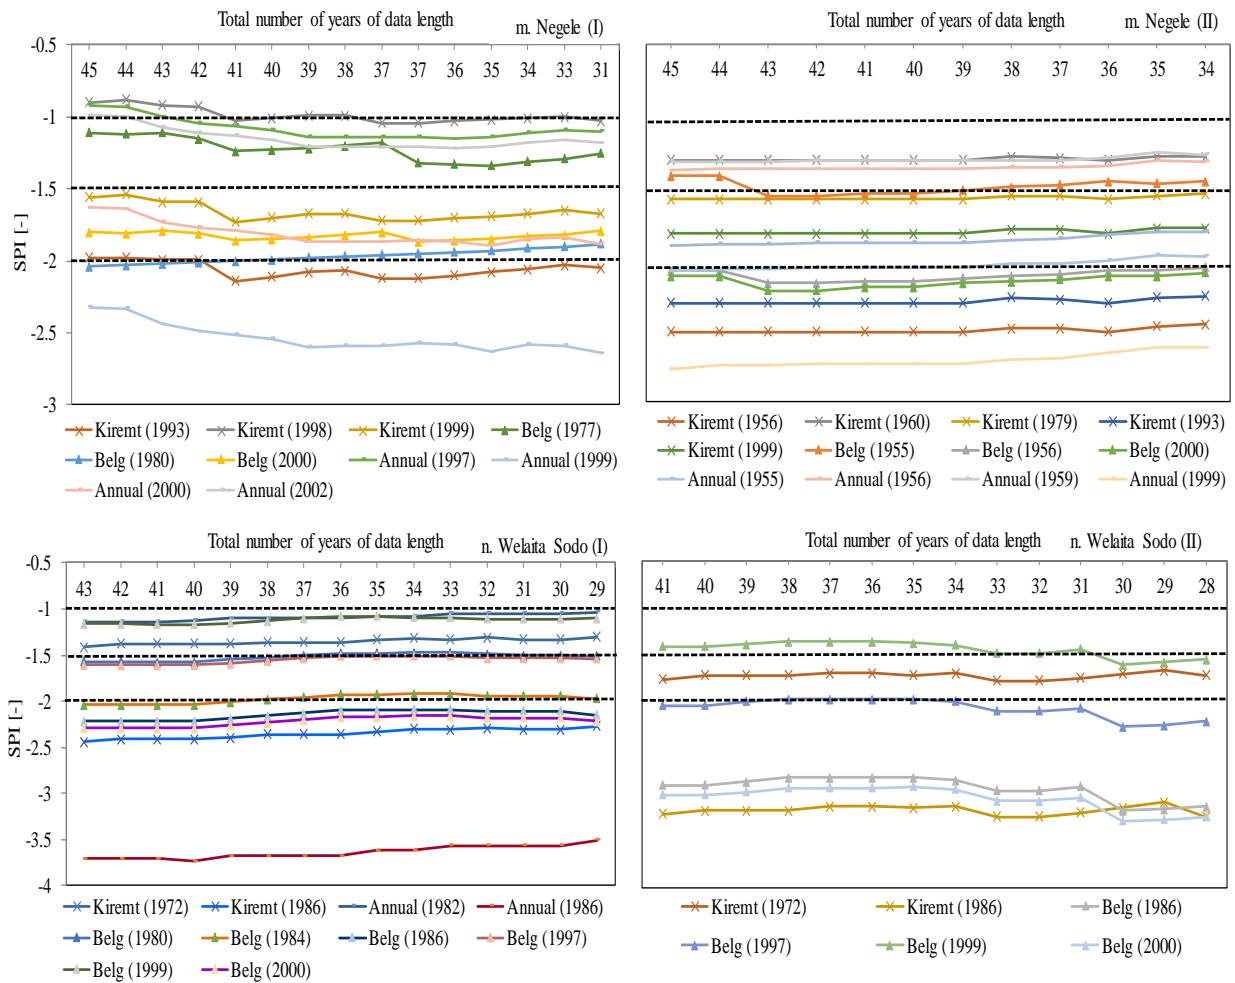 Total number of years of data length
m. Negele (I)
-0.5
45 44 43 42 41 40 39 38 37 37 36 35 34 33 31
-1
-1.5
-2
-2.5
-3
SPI [-]
Kiremt (1993) Kiremt (1998) Kiremt (1999) Belg (1977)
Belg (1980) Belg (2000) Annual (1997) Annual (1999)
Annual (2000) Annual (2002)
Total number of years of data length
m. Negele (II)
45 44 43 42 41 40 39 38 37 36 35 34
Kiremt (1956) Kiremt (1960) Kiremt (1979) Kiremt (1993)
Kiremt (1999) Belg (1955) Belg (1956) Belg (2000)
Annual (1955) Annual (1956) Annual (1959) Annual (1999)
Total number of years of data length
n. Welaita Sodo (I)
-0.5
43 42 41 40 39 38 37 36 35 34 33 32 31 30 29
-1
-1.5
-2
-2.5
-3
-3.5
-4
SPI [-]
Kiremt (1972) Kiremt (1986) Annual (1982) Annual (1986)
Belg (1980) Belg (1984) Belg (1986) Belg (1997)
Belg (1999) Belg (2000)
Total number of years of data length
n. Welaita Sodo (II)
41 40 39 38 37 36 35 34 33 32 31 30 29 28
Kiremt (1972) Kiremt (1986) Belg (1986)
Belg (1997) Belg (1999) Belg (2000)